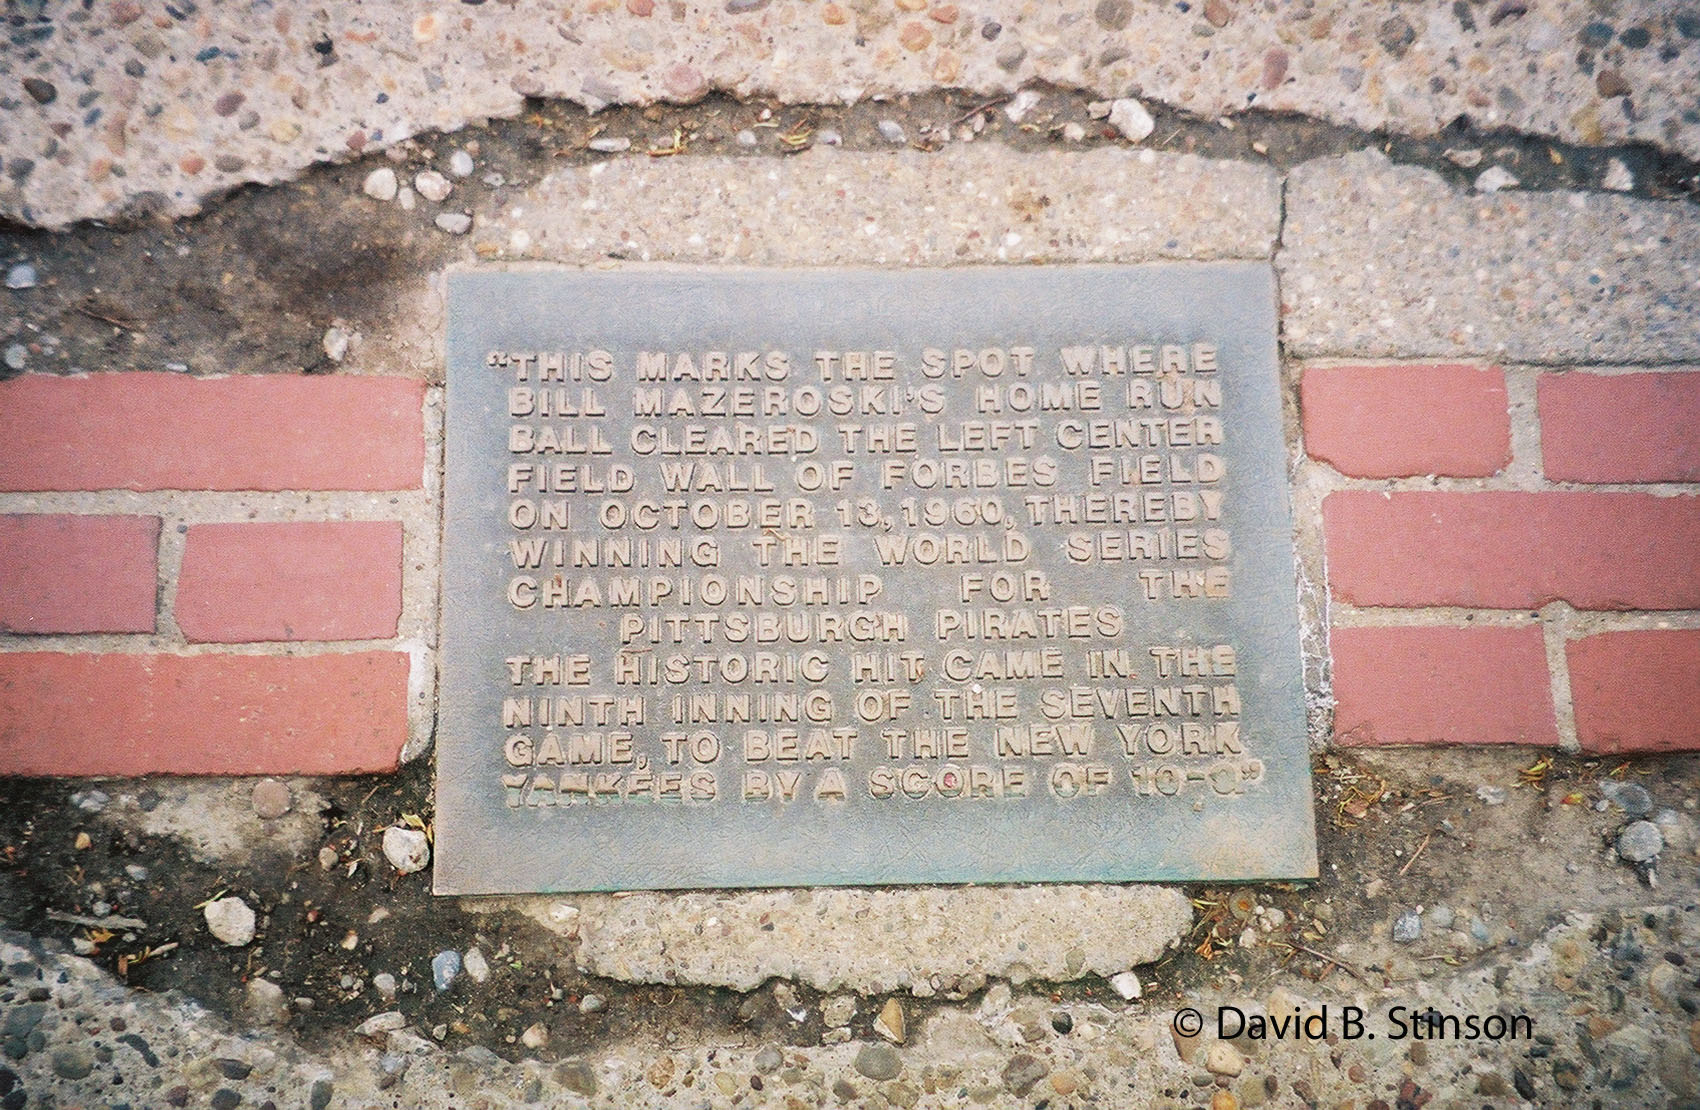 “THIS MARKS THE SPOT WHERE
BILL MAZEROSKI'S HOME RUN
BALL CLEARED THE LEFT CENTER
FIELD WALL OF FORBES FIELD
ON OCTOBER 13, 1960, THEREBY
WINNING THE WORLD SERIES
CHAMPIONSHIP FOR THE
PITTSBURGH PIRATES
THE HISTORIC HIT CAME IN THE
NINTH INNING OF THE SEVENTH
GAME, TO BEAT THE NEW YORK
YANKEES BY A SCORE OF 10-9”
© David B. Stinson